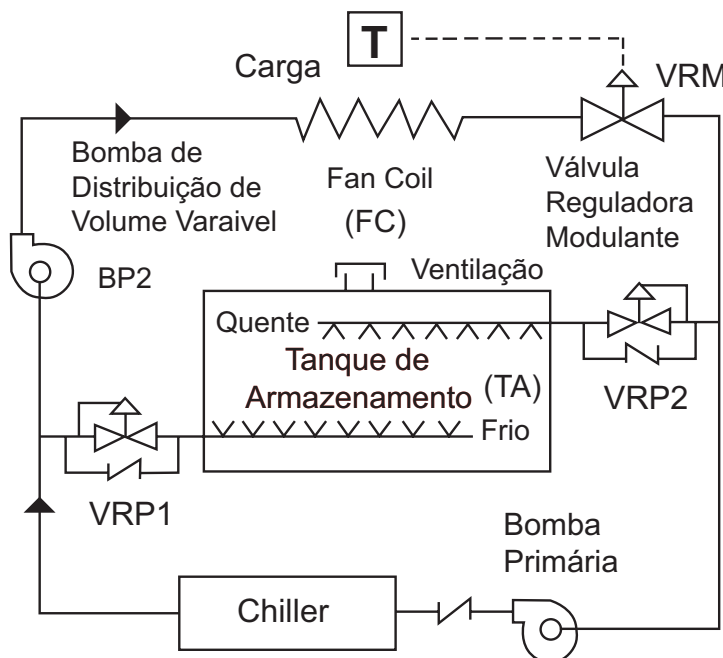 T
Carga
VRM
Bomba de
Distribuição de
Volume Varaivel
Fan Coil
(FC)
Válvula
Reguladora
Modulante
BP2
Ventilação
Quente
Tanque de
Armazenamento
(TA)
Frio
VRP2
VRP1
Bomba
Primária
Chiller